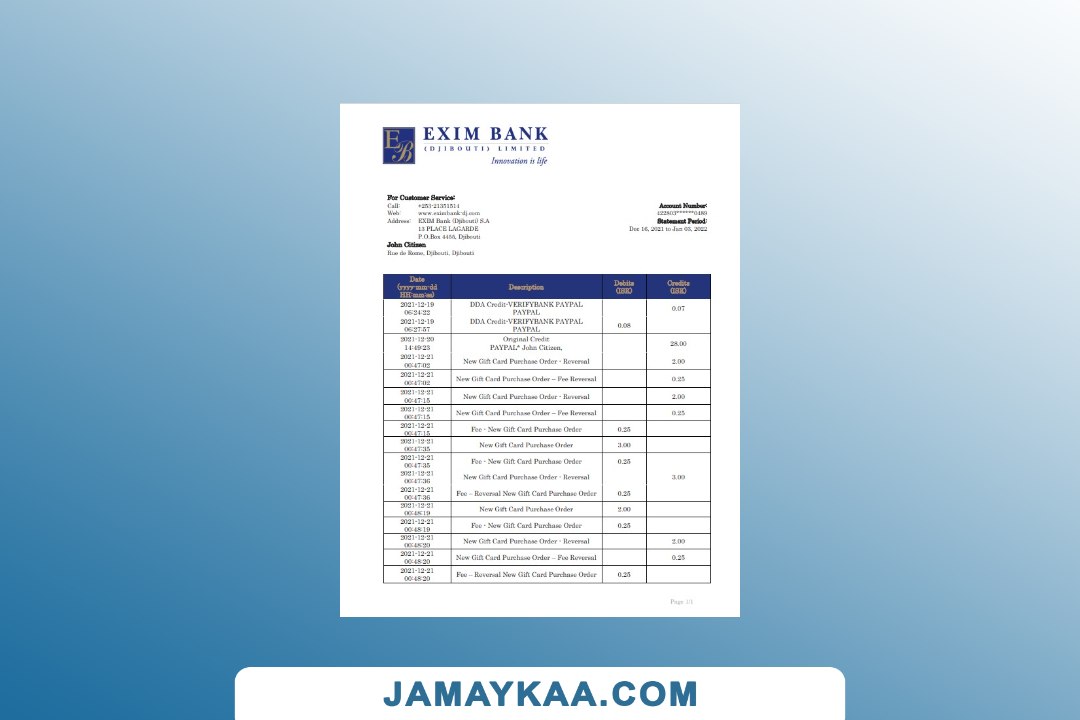 EB
EXIM BANK
(DJIBOUTI) LIMITED
Innovation is life
For Customer Service:
Call: +253-21351514
Web: www.eximbank-dj.com
Address: EXIM Bank (Djibouti) S.A
13 PLACE LAGARDE
P.O.Box 4455, Djibouti
John Citizen
Rue de Rome, Djibouti, Djibouti
Account Number:
422803******0489
Statement Period:
Dec 16, 2021 to Jun 03, 2022
Date (yyyy-mm-dd HH:mm:ss) Description Debits (ISK) Credits (ISK)
2021-12-19 06:24:22 DDA Credit-VERIFYBANK PAYPAL PAYPAL 0.07
2021-12-19 06:27:57 DDA Credit-VERIFYBANK PAYPAL PAYPAL 0.08
2021-12-20 14:49:23 Original Credit PAYPAL* John Citizen, 28.00
2021-12-21 00:47:02 New Gift Card Purchase Order - Reversal 2.00
2021-12-21 00:47:02 New Gift Card Purchase Order – Fee Reversal 0.25
2021-12-21 00:47:15 New Gift Card Purchase Order - Reversal 2.00
2021-12-21 00:47:15 New Gift Card Purchase Order – Fee Reversal 0.25
2021-12-21 00:47:15 Fee - New Gift Card Purchase Order 0.25
2021-12-21 00:47:35 New Gift Card Purchase Order 3.00
2021-12-21 00:47:35 Fee - New Gift Card Purchase Order 0.25
2021-12-21 00:47:36 New Gift Card Purchase Order - Reversal 3.00
2021-12-21 00:47:36 Fee – Reversal New Gift Card Purchase Order 0.25
2021-12-21 00:48:19 New Gift Card Purchase Order 2.00
2021-12-21 00:48:19 Fee - New Gift Card Purchase Order 0.25
2021-12-21 00:48:20 New Gift Card Purchase Order - Reversal 2.00
2021-12-21 00:48:20 New Gift Card Purchase Order – Fee Reversal 0.25
2021-12-21 00:48:20 Fee – Reversal New Gift Card Purchase Order 0.25
Page 1/1
JAMAYKAA.COM